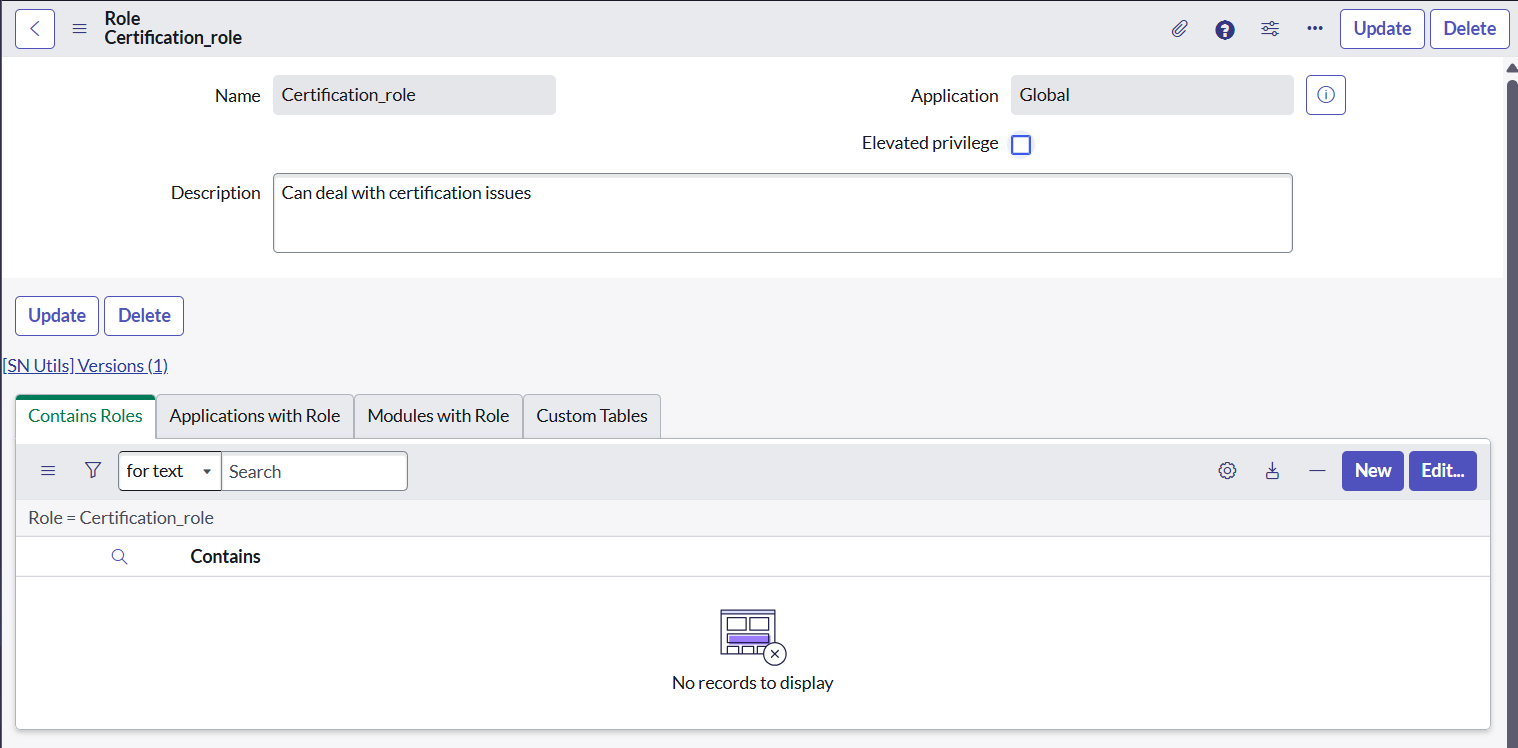 Role
Certification_role
Update
Delete
Name
Certification_role
Application
Global
Elevated privilege
Description
Can deal with certification issues
Update
Delete
[SN Utils] Versions (1)
Contains Roles
Applications with Role
Modules with Role
Custom Tables
for text
Search
New
Edit...
Role = Certification_role
Contains
No records to display